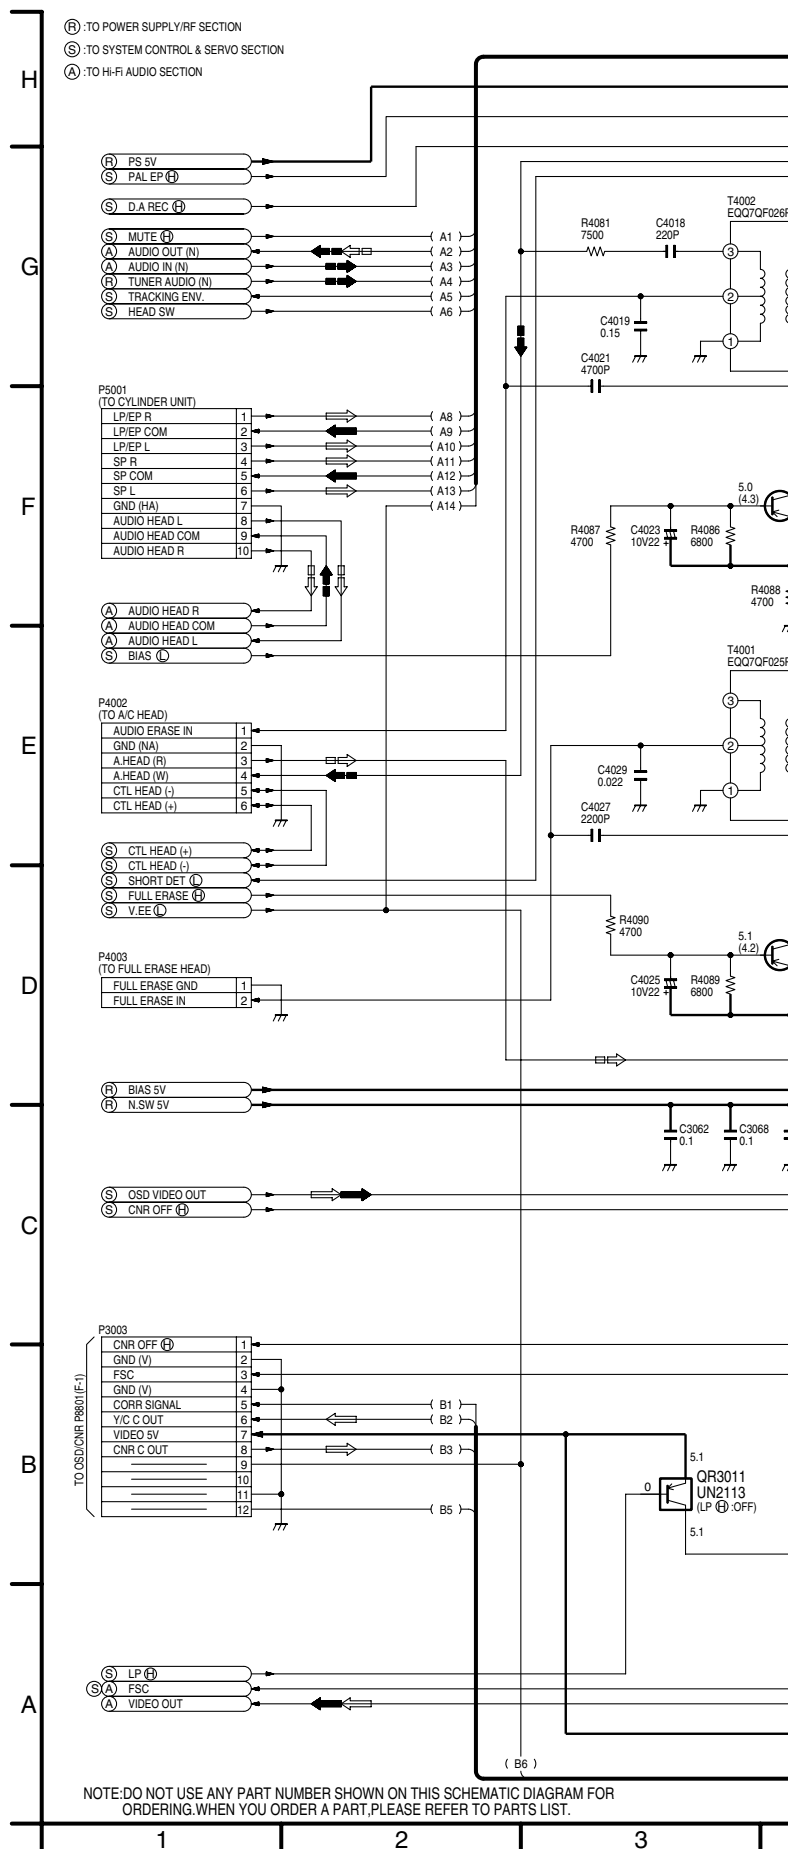 Ⓡ :TO POWER SUPPLY/RF SECTION
Ⓢ :TO SYSTEM CONTROL & SERVO SECTION
Ⓐ :TO Hi-Fi AUDIO SECTION
H
Ⓡ PS 5V
Ⓢ PAL EP Ⓗ
Ⓢ D.A REC Ⓗ
Ⓢ MUTE Ⓗ A1
Ⓐ AUDIO OUT (N) A2
Ⓐ AUDIO IN (N) A3
Ⓡ TUNER AUDIO (N) A4
Ⓢ TRACKING ENV. A5
Ⓢ HEAD SW A6
G
R4081
7500
C4018
220P
T4002
EQQ7QF026
3
2
1
C4019
0.15
C4021
4700P
P5001
(TO CYLINDER UNIT)
LP/EP R 1 A8
LP/EP COM 2 A9
LP/EP L 3 A10
SP R 4 A11
SP COM 5 A12
SP L 6 A13
GND (HA) 7 A14
AUDIO HEAD L 8
AUDIO HEAD COM 9
AUDIO HEAD R 10
F
5.0
(4.3)
R4087
4700
C4023
10V22 +
R4086
6800
R4088
4700
Ⓐ AUDIO HEAD R
Ⓐ AUDIO HEAD COM
Ⓐ AUDIO HEAD L
Ⓢ BIAS Ⓛ
T4001
EQQ7QF025
3
2
1
P4002
(TO A/C HEAD)
AUDIO ERASE IN 1
GND (NA) 2
A.HEAD (R) 3
A.HEAD (W) 4
CTL HEAD (-) 5
CTL HEAD (+) 6
E
C4029
0.022
C4027
2200P
Ⓢ CTL HEAD (+)
Ⓢ CTL HEAD (-)
Ⓢ SHORT DET Ⓛ
Ⓢ FULL ERASE Ⓗ
Ⓢ V.EE Ⓛ
R4090
4700
5.1
(4.2)
P4003
(TO FULL ERASE HEAD)
FULL ERASE GND 1
FULL ERASE IN 2
D
C4025
10V22 +
R4089
6800
Ⓡ BIAS 5V
Ⓡ N.SW 5V
C3062
0.1
C3068
0.1
Ⓢ OSD VIDEO OUT
Ⓢ CNR OFF Ⓗ
C
P3003
TO OSD/CNR P8801(F-1)
CNR OFF Ⓗ 1
GND (V) 2
FSC 3
GND (V) 4
CORR SIGNAL 5 B1
Y/C C OUT 6 B2
VIDEO 5V 7
CNR C OUT 8 B3
9
10
11
12 B5
B
5.1
0
QR3011
UN2113
(LP Ⓗ :OFF)
5.1
Ⓢ LP Ⓗ
ⓈⒶ FSC
Ⓐ VIDEO OUT
A
B6
NOTE:DO NOT USE ANY PART NUMBER SHOWN ON THIS SCHEMATIC DIAGRAM FOR
ORDERING.WHEN YOU ORDER A PART,PLEASE REFER TO PARTS LIST.
1 2 3